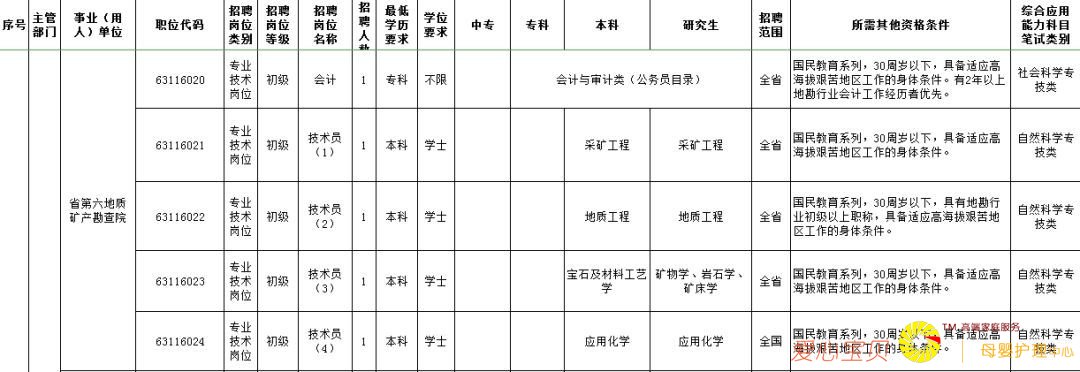 序号 主管部门 事业（用人）单位 职位代码 招聘岗位类别 招聘岗位等级 招聘岗位名称 招聘人数 最低学历要求 学位要求 中专 专科 本科 研究生 招聘范围 所需其他资格条件 综合应用能力科目笔试类别
省第六地质矿产勘查院
63116020 专业技术岗位 初级 会计 1 专科 不限 会计与审计类（公务员目录） 全省 国民教育系列，30周岁以下，具备适应高海拔艰苦地区工作的身体条件。有2年以上地勘行业会计工作经历者优先。 社会科学专技类
63116021 专业技术岗位 初级 技术员（1） 1 本科 学士 采矿工程 采矿工程 全省 国民教育系列，30周岁以下，具备适应高海拔艰苦地区工作的身体条件。 自然科学专技类
63116022 专业技术岗位 初级 技术员（2） 1 本科 学士 地质工程 地质工程 全省 国民教育系列，30周岁以下，具有地勘行业初级以上职称，具备适应高海拔艰苦地区工作的身体条件。 自然科学专技类
63116023 专业技术岗位 初级 技术员（3） 1 本科 学士 宝石及材料工艺学 矿物学、岩石学、矿床学 全省 国民教育系列，30周岁以下，具备适应高海拔艰苦地区工作的身体条件。 自然科学专技类
63116024 专业技术岗位 初级 技术员（4） 1 本科 学士 应用化学 应用化学 全国 国民教育系列，30周岁以下，具备适应高海拔艰苦地区工作的身体条件。 自然科学专技类
TM 高端家庭服务
爱心宝贝 母婴护理中心